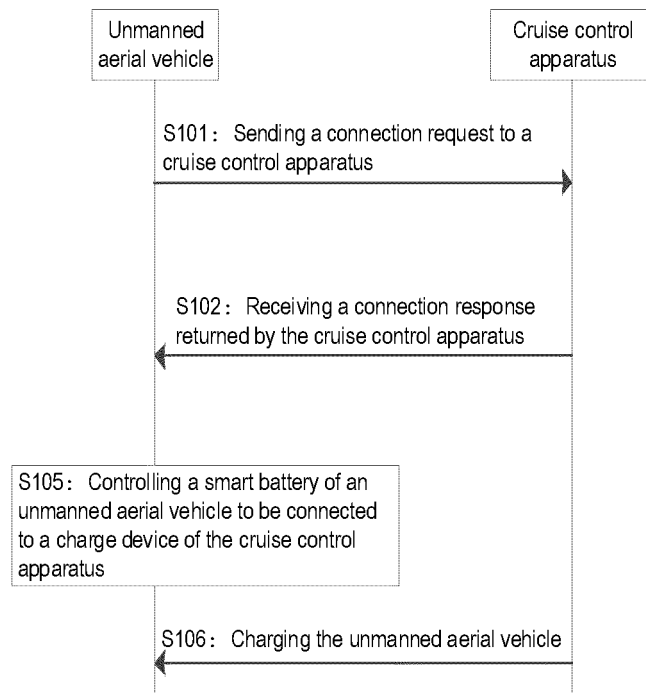 Unmanned
aerial vehicle
Cruise control
apparatus
S101： Sending a connection request to a
cruise control apparatus
S102： Receiving a connection response
returned by the cruise control apparatus
S105： Controlling a smart battery of an
unmanned aerial vehicle to be connected
to a charge device of the cruise control
apparatus
S106： Charging the unmanned aerial vehicle